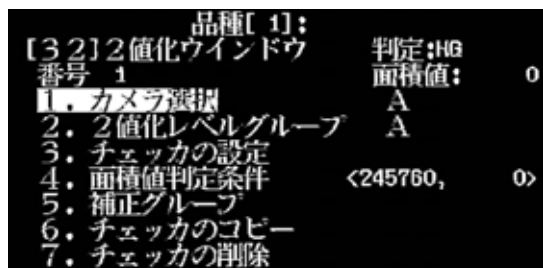 品種[ 1]:
[32]2値化ウインドウ 判定:NG
番号 1 面積値: 0
1. カメラ選択 A
2. 2値化レベルグループ A
3. チェッカの設定
4. 面積値判定条件 <245760, 0>
5. 補正グループ
6. チェッカのコピー
7. チェッカの削除